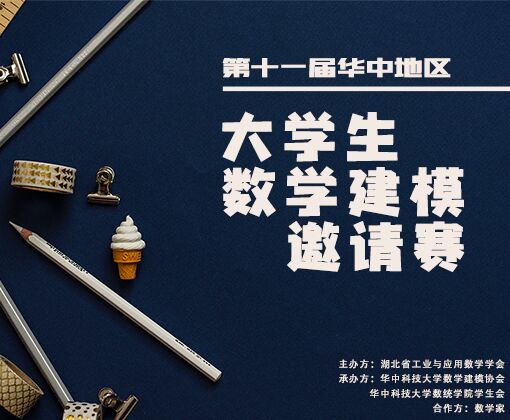 第十一届华中地区
大学生
数学建模
邀请赛
主办方：湖北省工业与应用数学学会
承办方：华中科技大学数学建模协会
华中科技大学数统学院学生会
合作方：数学家